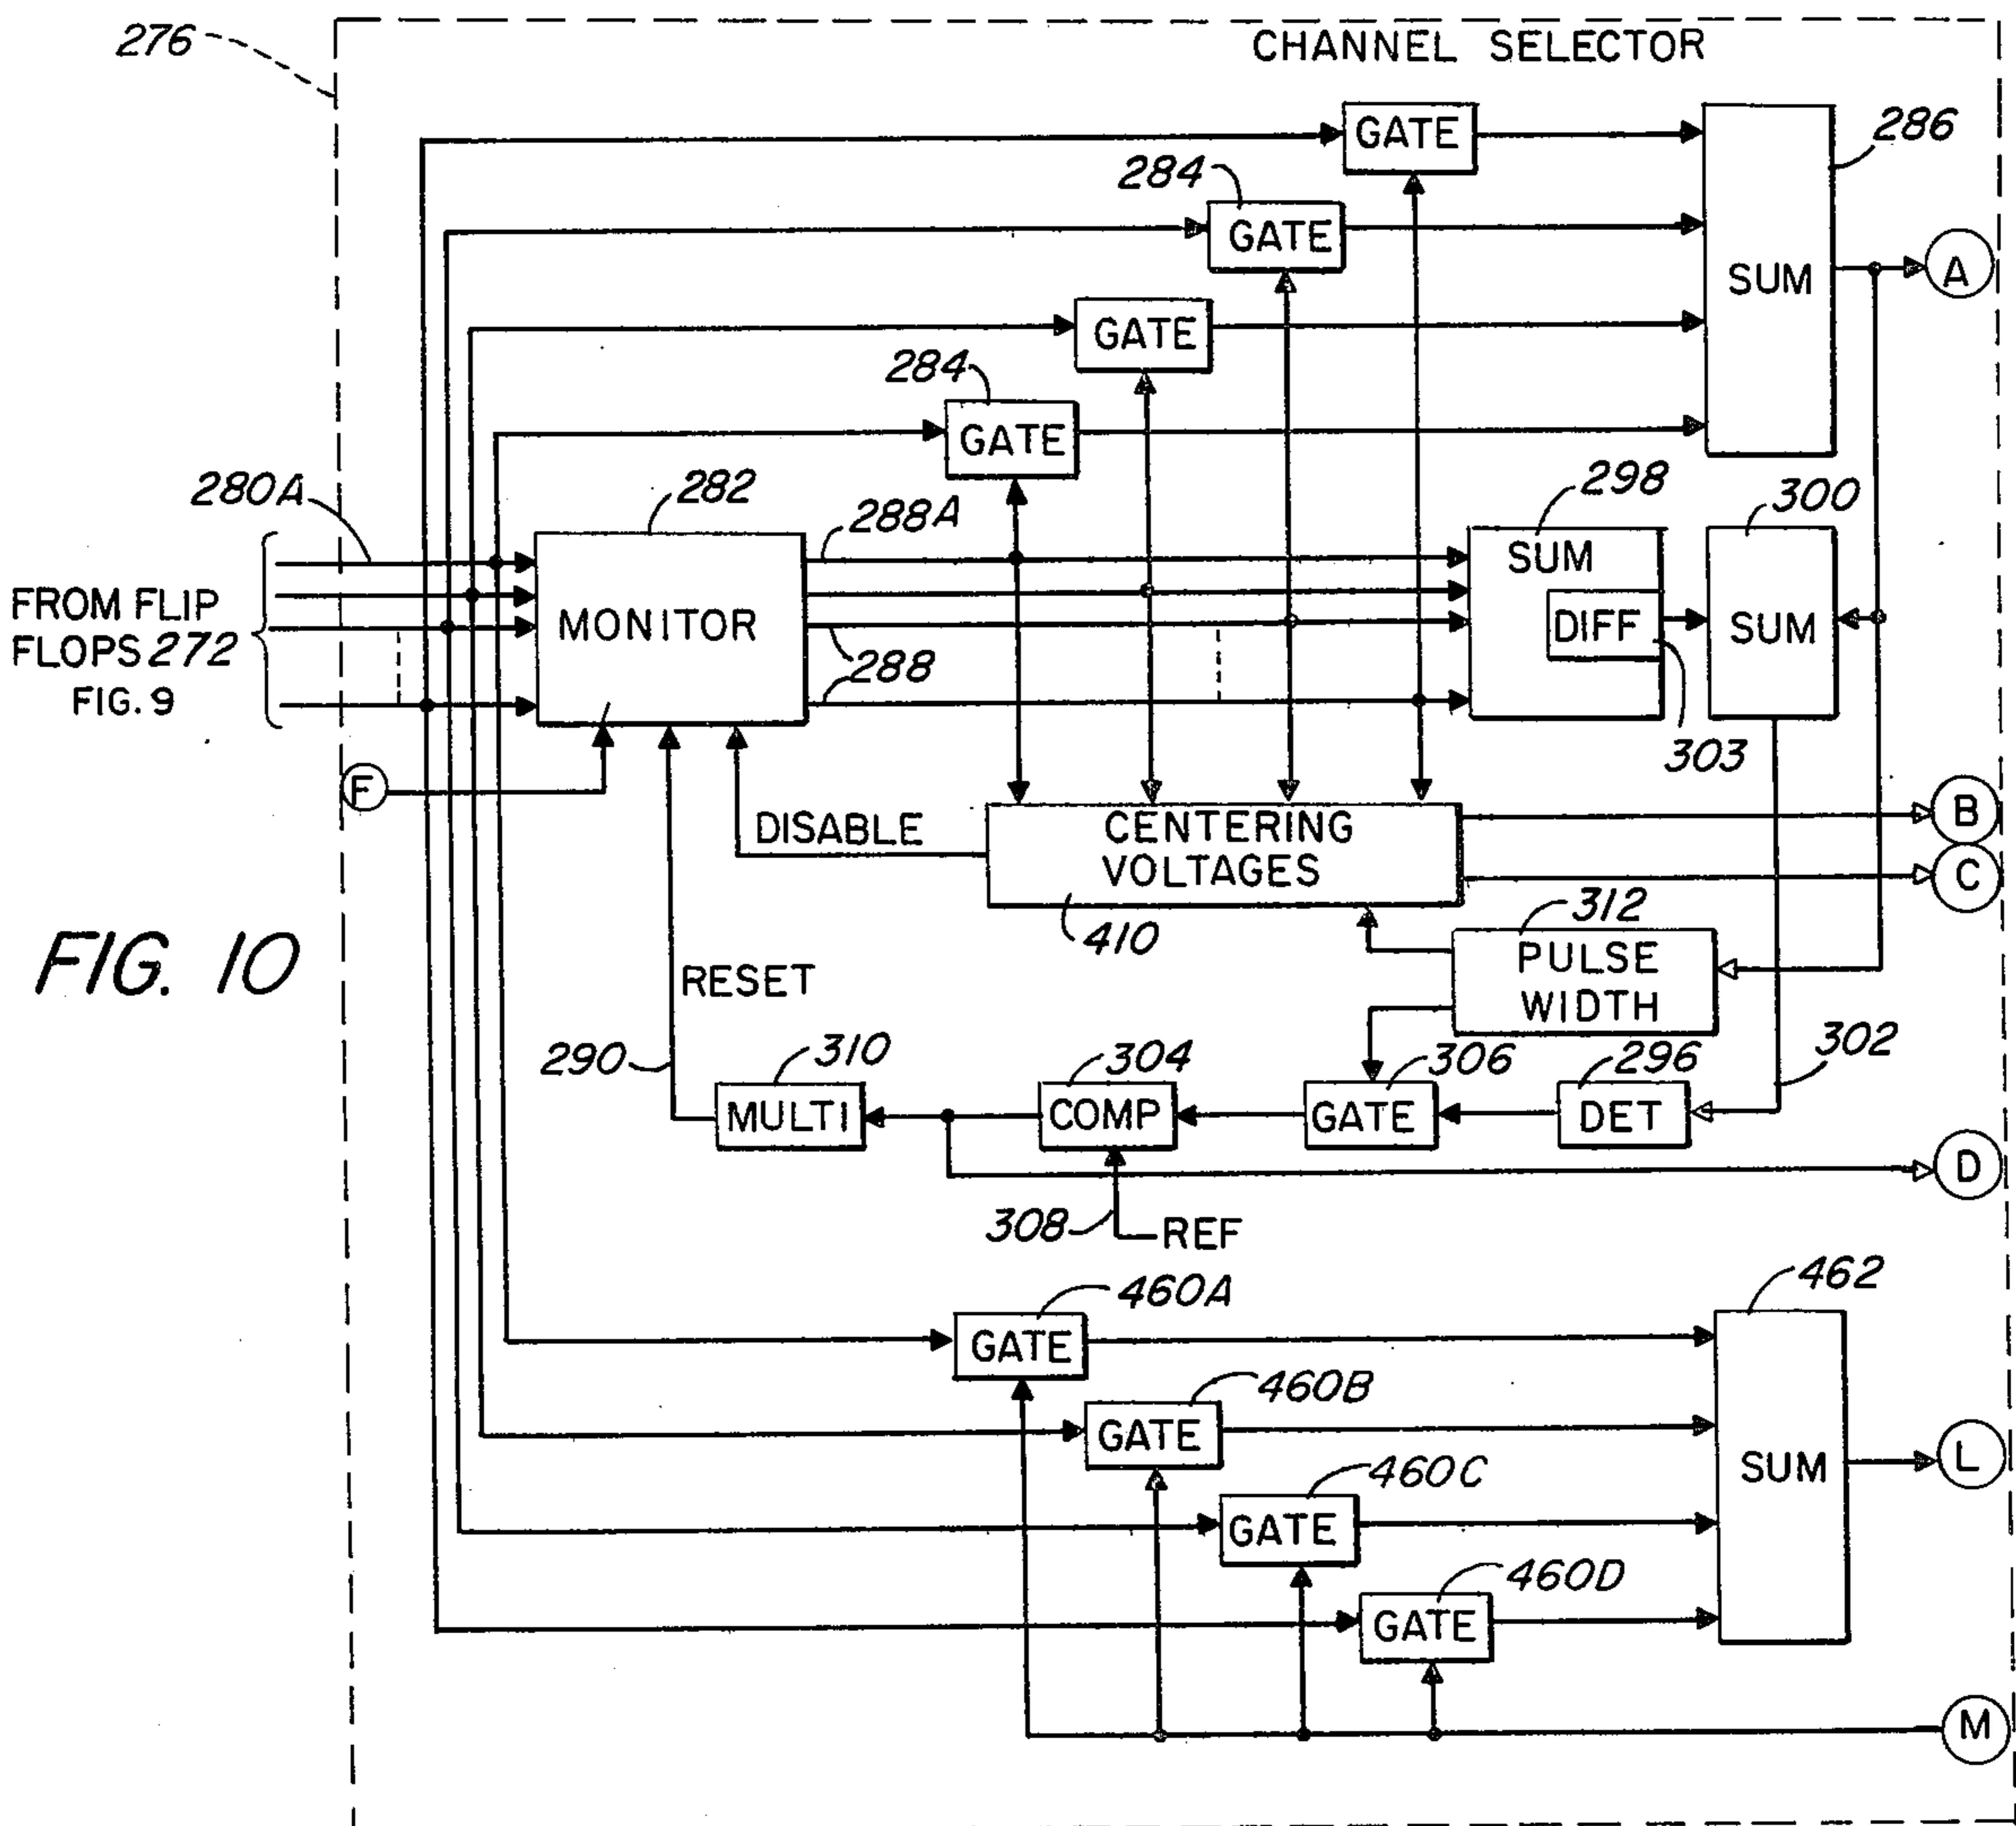 276
CHANNEL SELECTOR
GATE
286
284
GATE
SUM
A
GATE
284
GATE
280A
282
288A
298
300
SUM
FROM FLIP
FLOPS 272
FIG. 9
MONITOR
DIFF
SUM
288
303
F
DISABLE
CENTERING
VOLTAGES
B
C
410
312
FIG. 10
RESET
PULSE
WIDTH
290
310
304
306
296
302
MULTI
COMP
GATE
DET
D
308
REF
460A
462
GATE
460B
GATE
460C
SUM
L
GATE
460D
GATE
M